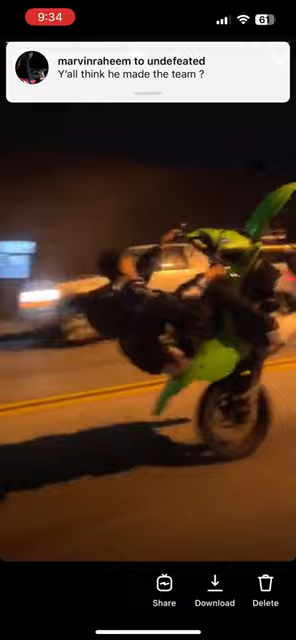 9:34
61
marvinraheem to undefeated
Y'all think he made the team ?
Share
Download
Delete